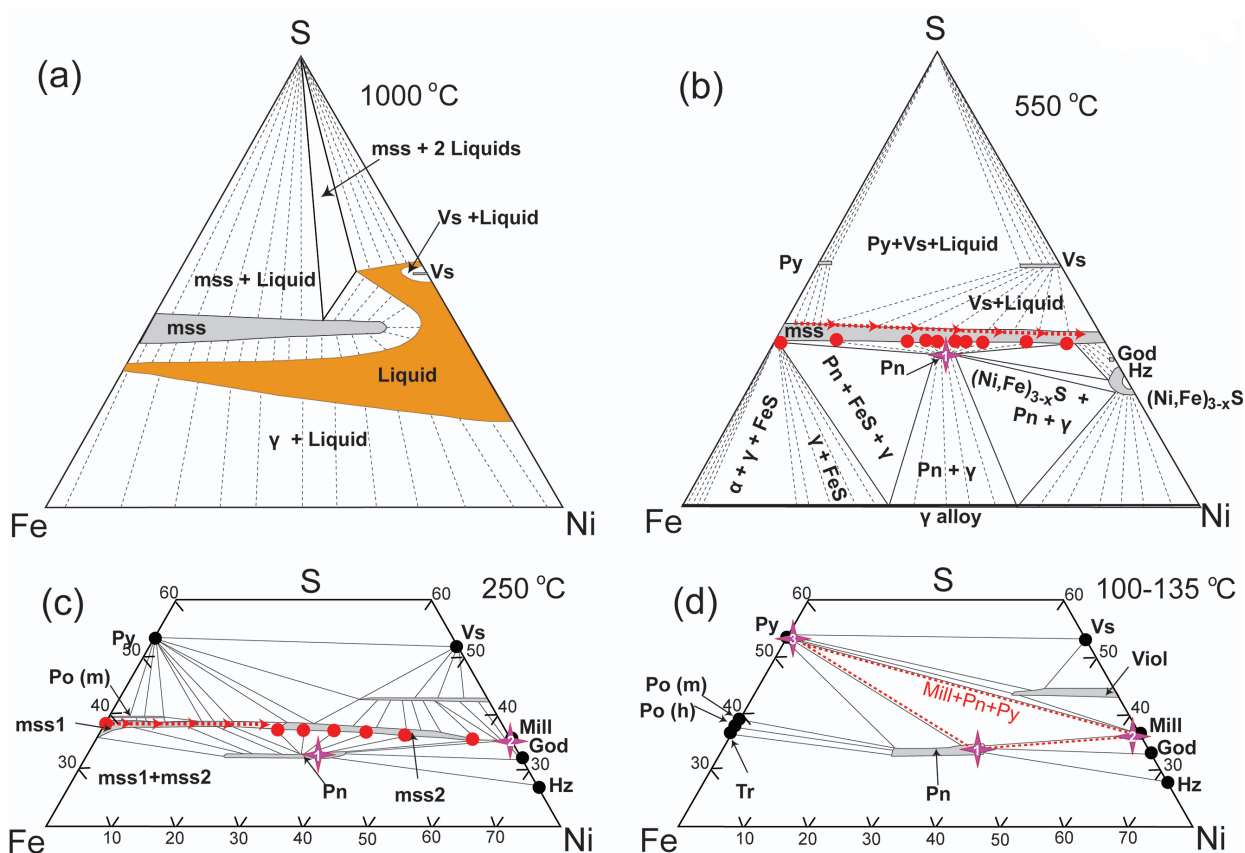 (a)
S
1000 °C
mss + 2 Liquids
Vs +Liquid
Vs
mss + Liquid
mss
Liquid
γ + Liquid
Fe
Ni
(b)
S
550 °C
Py+Vs+Liquid
Py
Vs
Vs+Liquid
mss
God
Hz
Pn
(Ni,Fe)3-xS
(Ni,Fe)3-xS +
Pn + γ
α + γ + FeS
γ + FeS
Pn + FeS + γ
Pn + γ
Fe
Ni
γ alloy
(c)
S
250 °C
60
60
Py
Vs
50
50
Po (m)
40
40
mss1
Mill
God
30
30
mss1+mss2
Pn
mss2
Hz
Fe
10
20
30
40
50
60
70
Ni
(d)
S
100-135 °C
60
60
Py
Vs
50
50
Viol
Po (m)
40
40
Po (h)
Mill+Pn+Py
Mill
God
30
30
Tr
Pn
Hz
Fe
10
20
30
40
50
60
70
Ni